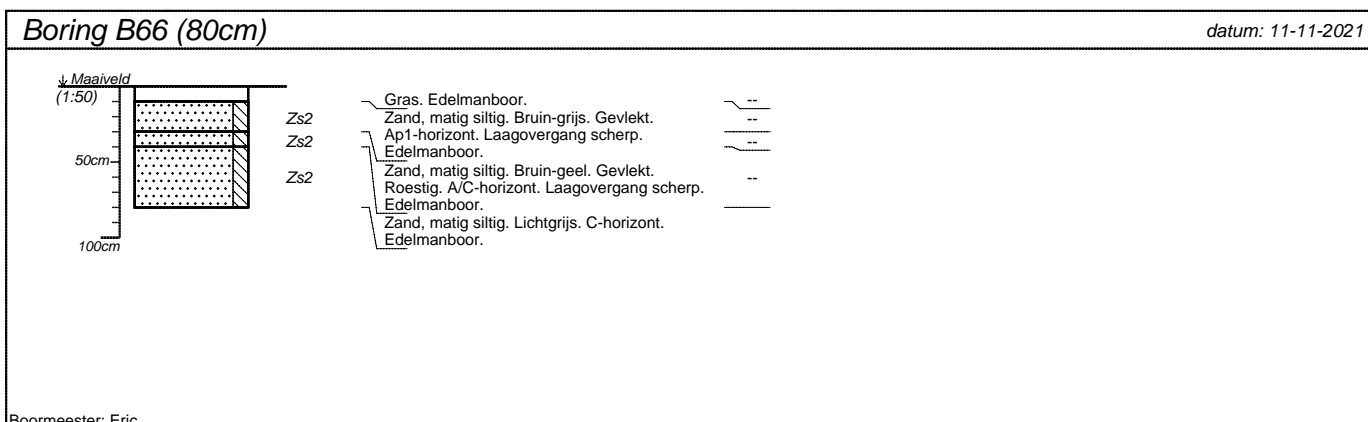 Boring B66 (80cm)
datum: 11-11-2021
Maaiveld
(1:50)
50cm
100cm
Zs2
Zs2
Zs2
Gras. Edelmanboor.
Zand, matig siltig. Bruin-grijs. Gevlekt.
Ap1-horizont. Laagovergang scherp.
Edelmanboor.
Zand, matig siltig. Bruin-geel. Gevlekt.
Roestig. A/C-horizont. Laagovergang scherp.
Edelmanboor.
Zand, matig siltig. Lichtgrijs. C-horizont.
Edelmanboor.
--
--
--
--
Boormeester: Eric